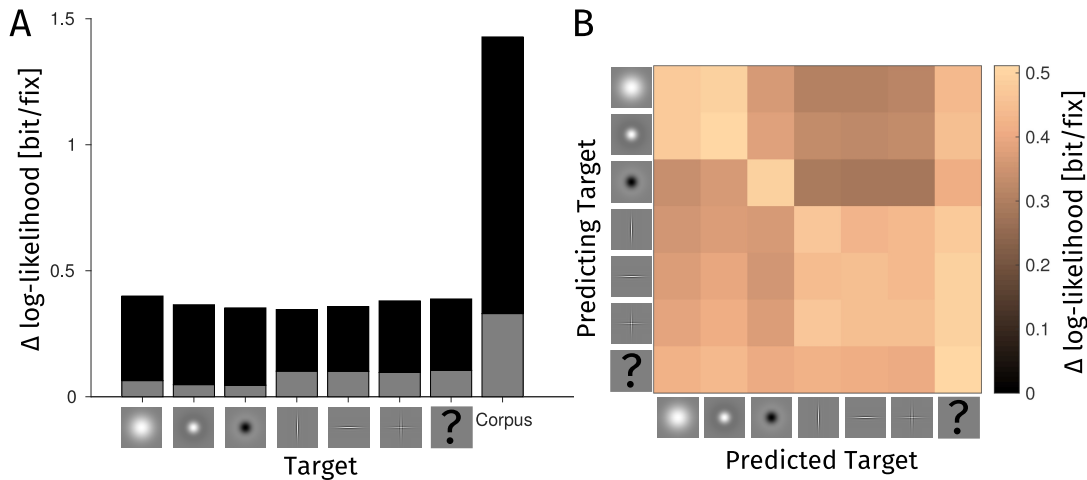 A
Δ log-likelihood [bit/fix]
1.5
1
0.5
0
?
Corpus
Target
B
Predicting Target
?
?
Predicted Target
0.5
0.4
0.3
0.2
0.1
0
Δ log-likelihood [bit/fix]